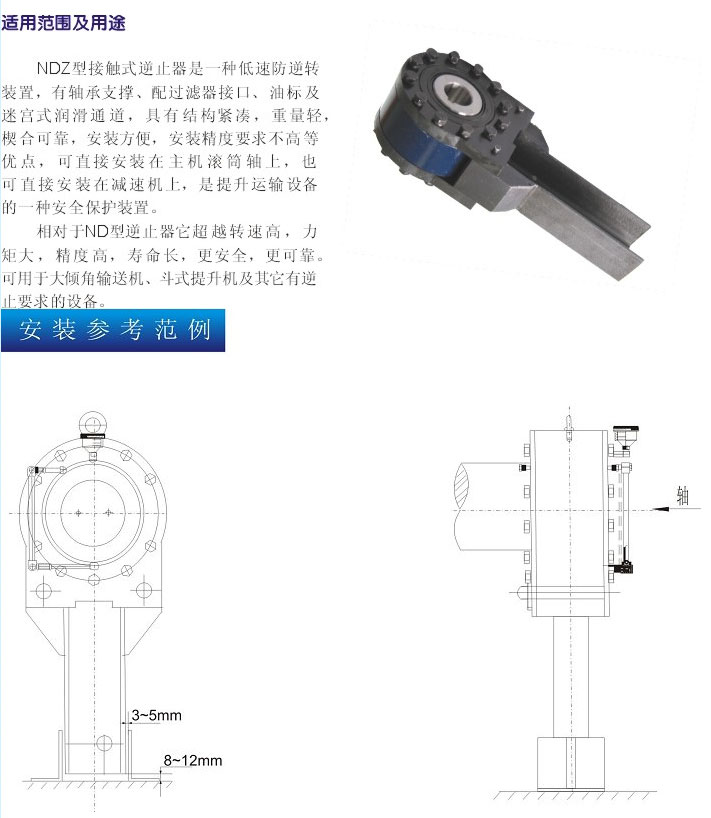 适用范围及用途
NDZ型接触式逆止器是一种低速防逆转
装置，有轴承支撑、配过滤器接口、油标及
迷宫式润滑通道，具有结构紧凑，重量轻，
楔合可靠，安装方便，安装精度要求不高等
优点，可直接安装在主机滚筒轴上，也
可直接安装在减速机上，是提升运输设备
的一种安全保护装置。
相对于ND型逆止器它超越转速高，力
矩大，精度高，寿命长，更安全，更可靠。
可用于大倾角输送机、斗式提升机及其它有逆
止要求的设备。
安装参考范例
轴
3~5mm
8~12mm